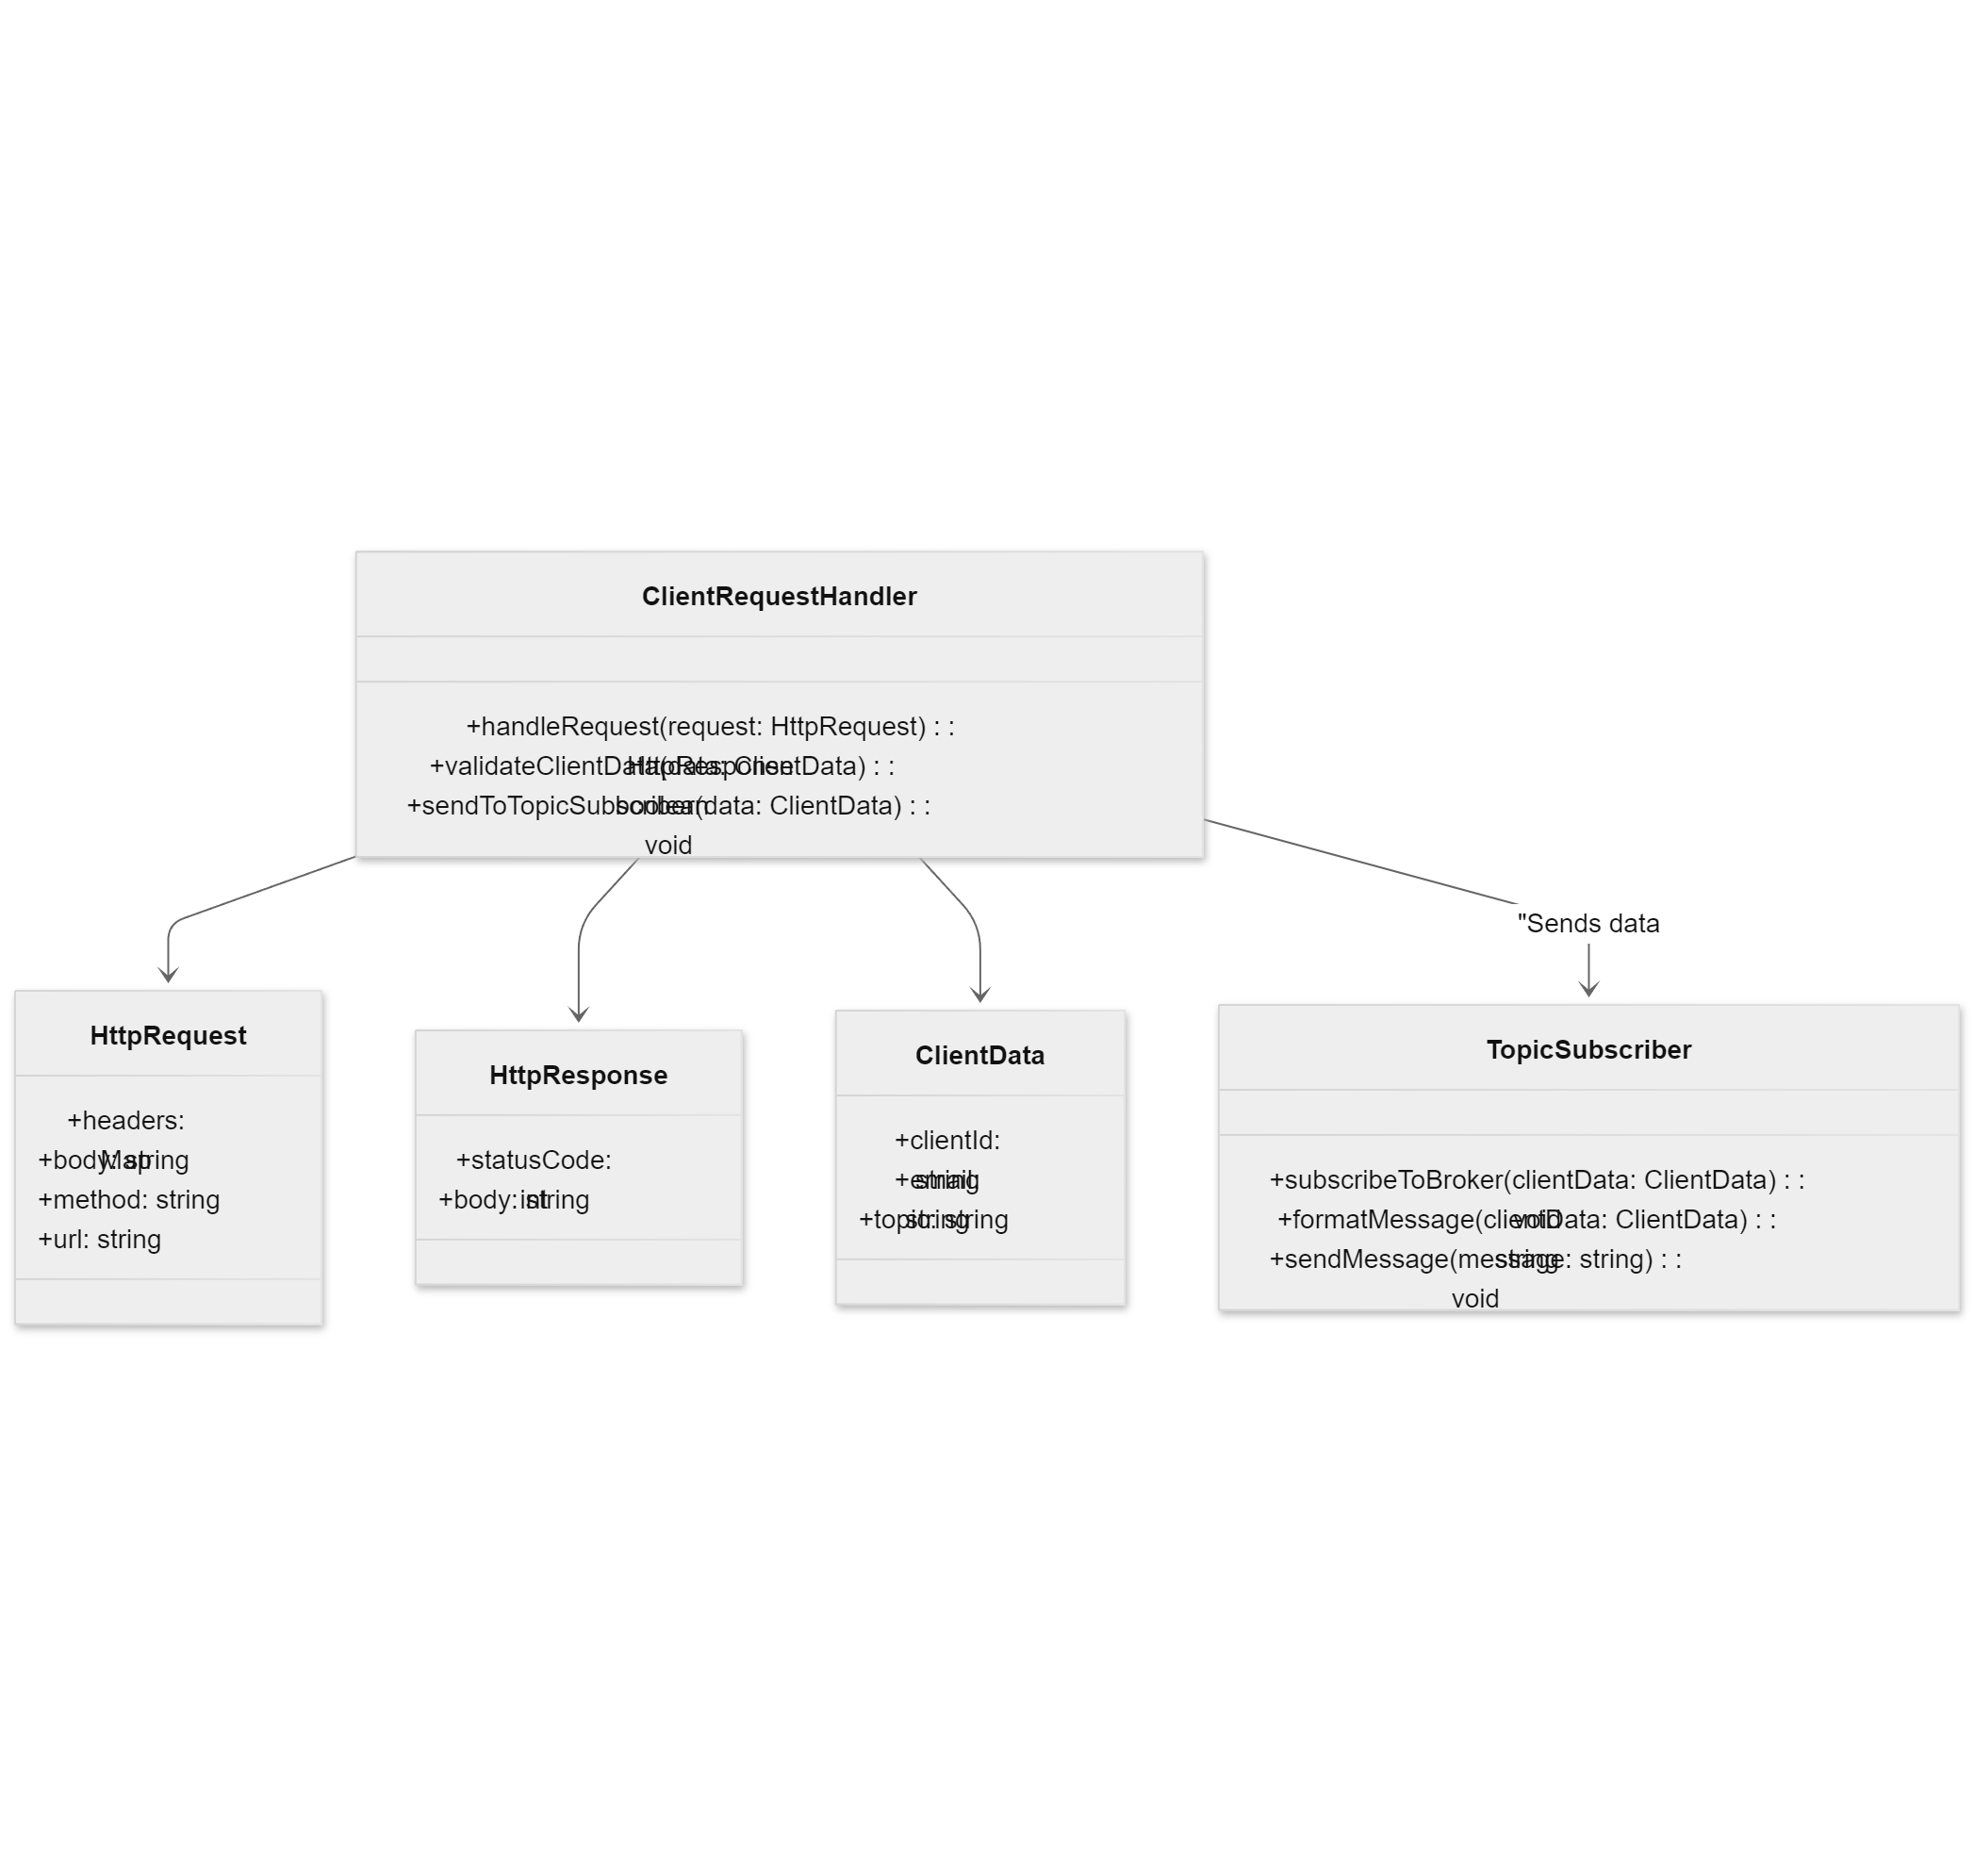 ClientRequestHandler
+handleRequest(request: HttpRequest) : :
HttpResponse
+validateClientData(data: ClientData) : :
boolean
+sendToTopicSubscriber(data: ClientData) : :
void
"Sends data
HttpRequest
+headers:
Map
+body: string
+method: string
+url: string
HttpResponse
+statusCode:
int
+body: string
ClientData
+clientId:
string
+email:
string
+topic: string
TopicSubscriber
+subscribeToBroker(clientData: ClientData) : :
void
+formatMessage(clientData: ClientData) : :
string
+sendMessage(message: string) : :
void